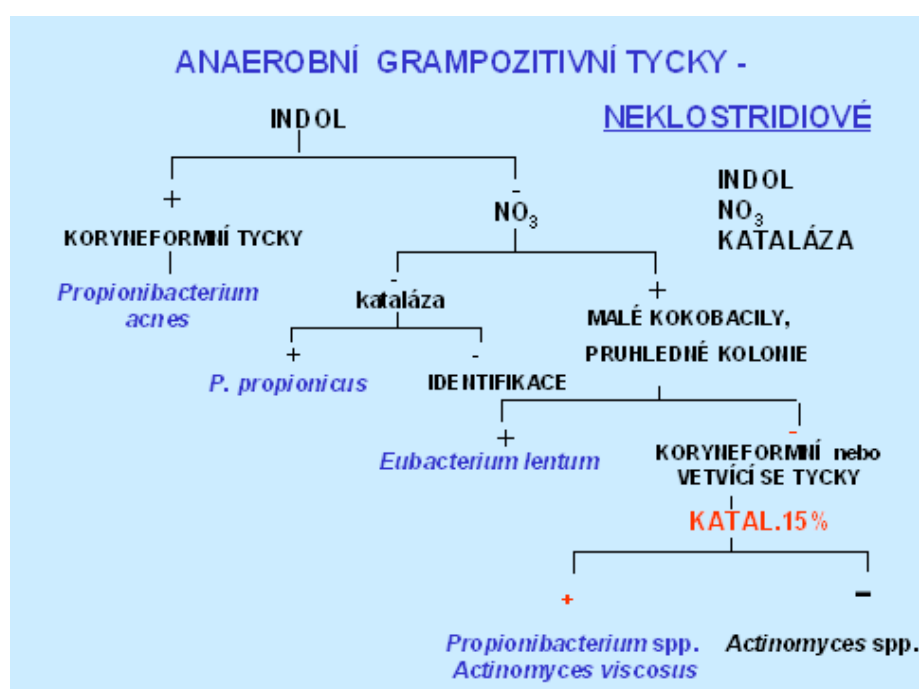 ANAEROBNÍ GRAMPOZITIVNÍ TYCKY -
NEKLOSTRIDIOVÉ
INDOL
INDOL
NO3
KATALÁZA
+
-
KORYNEFORMNÍ TYCKY
NO3
Propionibacterium
acnes
-
kataláza
+
MALÉ KOKOBACILY,
PRUHLEDNÉ KOLONIE
+
-
P. propionicus
IDENTIFIKACE
+
-
Eubacterium lentum
KORYNEFORMNÍ nebo
VETVÍCÍ SE TYCKY
KATAL.15%
+
-
Propionibacterium spp.
Actinomyces viscosus
Actinomyces spp.